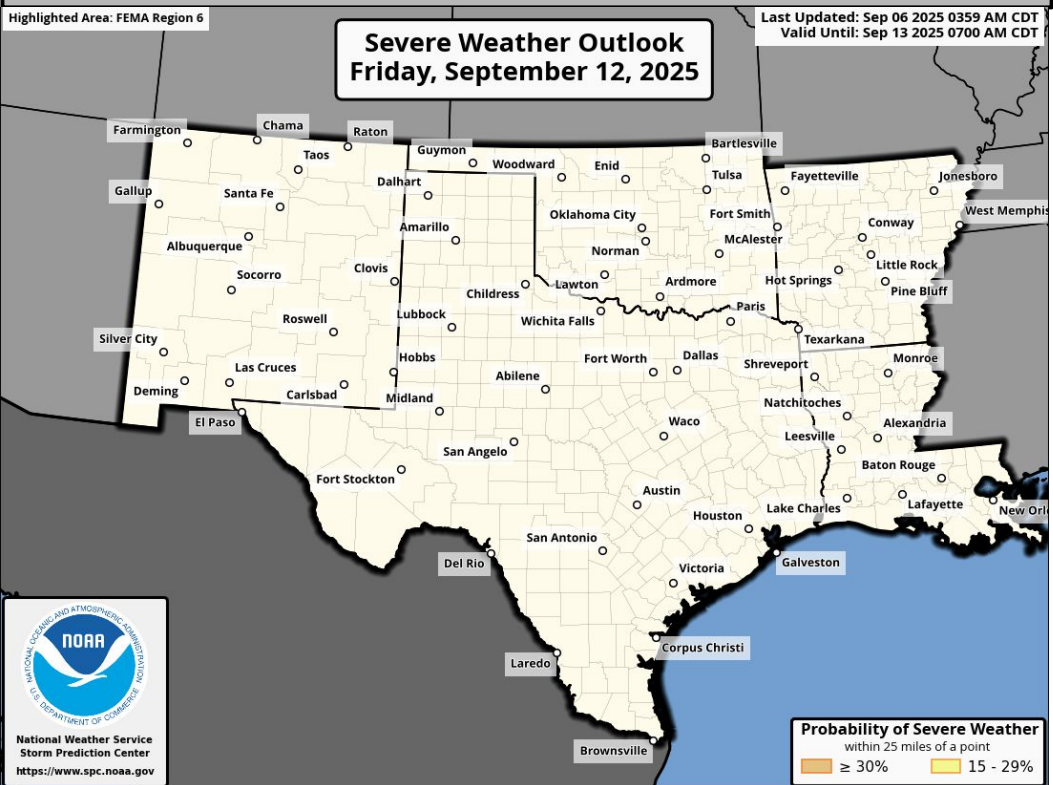 Highlighted Area: FEMA Region 6
Severe Weather Outlook
Friday, September 12, 2025
Last Updated: Sep 06 2025 0359 AM CDT
Valid Until: Sep 13 2025 0700 AM CDT
Farmington
Chama
Raton
Taos
Guymon
Woodward
Enid
Bartlesville
Tulsa
Fayetteville
Jonesboro
Gallup
Santa Fe
Dalhart
Oklahoma City
Fort Smith
West Memphis
Albuquerque
Amarillo
Norman
McAlester
Conway
Socorro
Clovis
Childress
Lawton
Ardmore
Hot Springs
Little Rock
Pine Bluff
Roswell
Lubbock
Wichita Falls
Paris
Silver City
Texarkana
Las Cruces
Hobbs
Fort Worth
Dallas
Shreveport
Monroe
Deming
Carlsbad
Midland
Abilene
Natchitoches
El Paso
San Angelo
Waco
Leesville
Alexandria
Fort Stockton
Baton Rouge
Austin
Houston
Lake Charles
Lafayette
New Orl
San Antonio
Del Rio
Victoria
Galveston
Laredo
Corpus Christi
Brownsville
NATIONAL OCEANIC AND ATMOSPHERIC ADMINISTRATION
NOAA
U.S. DEPARTMENT OF COMMERCE
National Weather Service
Storm Prediction Center
https://www.spc.noaa.gov
Probability of Severe Weather
within 25 miles of a point
≥ 30%
15 - 29%